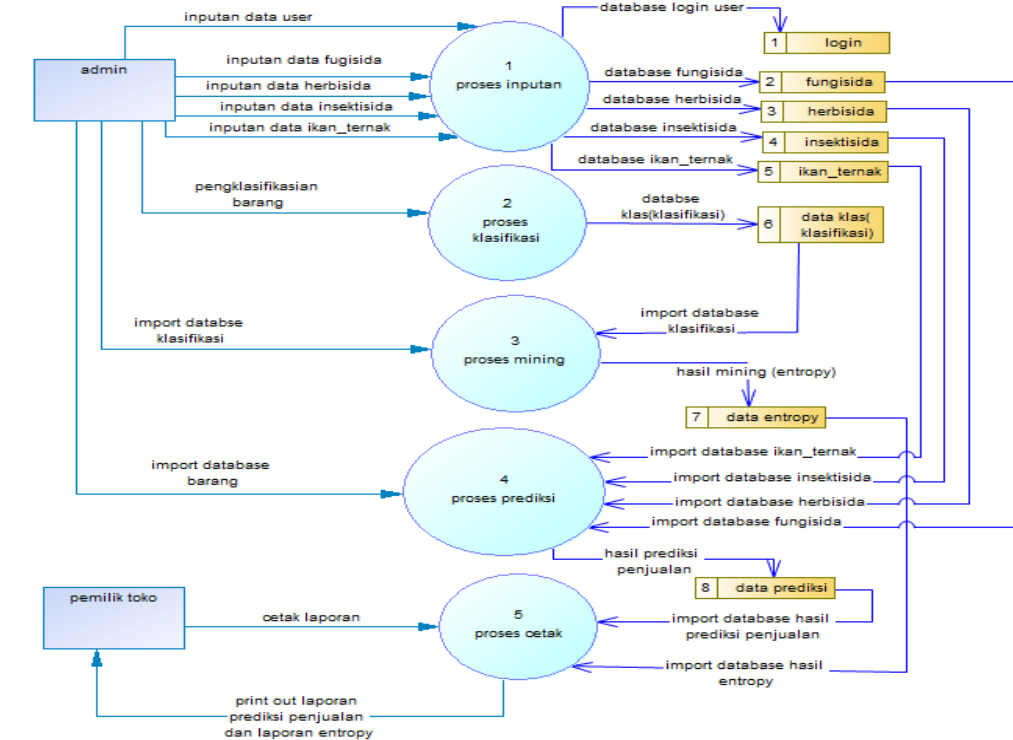 inputan data user
database login user
1 login
admin
inputan data fugisida
1
proses inputan
database fungisida
2 fungisida
inputan data herbisida
database herbisida
3 herbisida
inputan data insektisida
database insektisida
4 insektisida
inputan data ikan_ternak
database ikan_ternak
5 ikan_ternak
pengklasifikasian
barang
2
proses
klasifikasi
databse
klas(klasifikasi)
6 data klas(
klasifikasi)
import databse
klasifikasi
3
proses mining
import database
klasifikasi
hasil mining (entropy)
7 data entropy
import database
barang
4
proses prediksi
import database ikan_ternak
import database insektisida
import database herbisida
import database fungisida
hasil prediksi
penjualan
8 data prediksi
pemilik toko
cetak laporan
5
proses cetak
import database hasil
prediksi penjualan
import database hasil
entropy
print out laporan
prediksi penjualan
dan laporan entropy